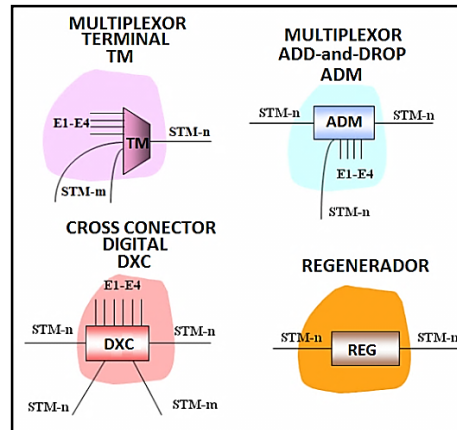 MULTIPLEXOR
TERMINAL
TM
E1-E4
TM
STM-n
STM-m
MULTIPLEXOR
ADD-and-DROP
ADM
STM-n
ADM
STM-n
E1-E4
STM-n
CROSS CONECTOR
DIGITAL
DXC
E1-E4
STM-n
STM-n
DXC
STM-n
STM-m
REGENERADOR
STM-n
STM-n
REG